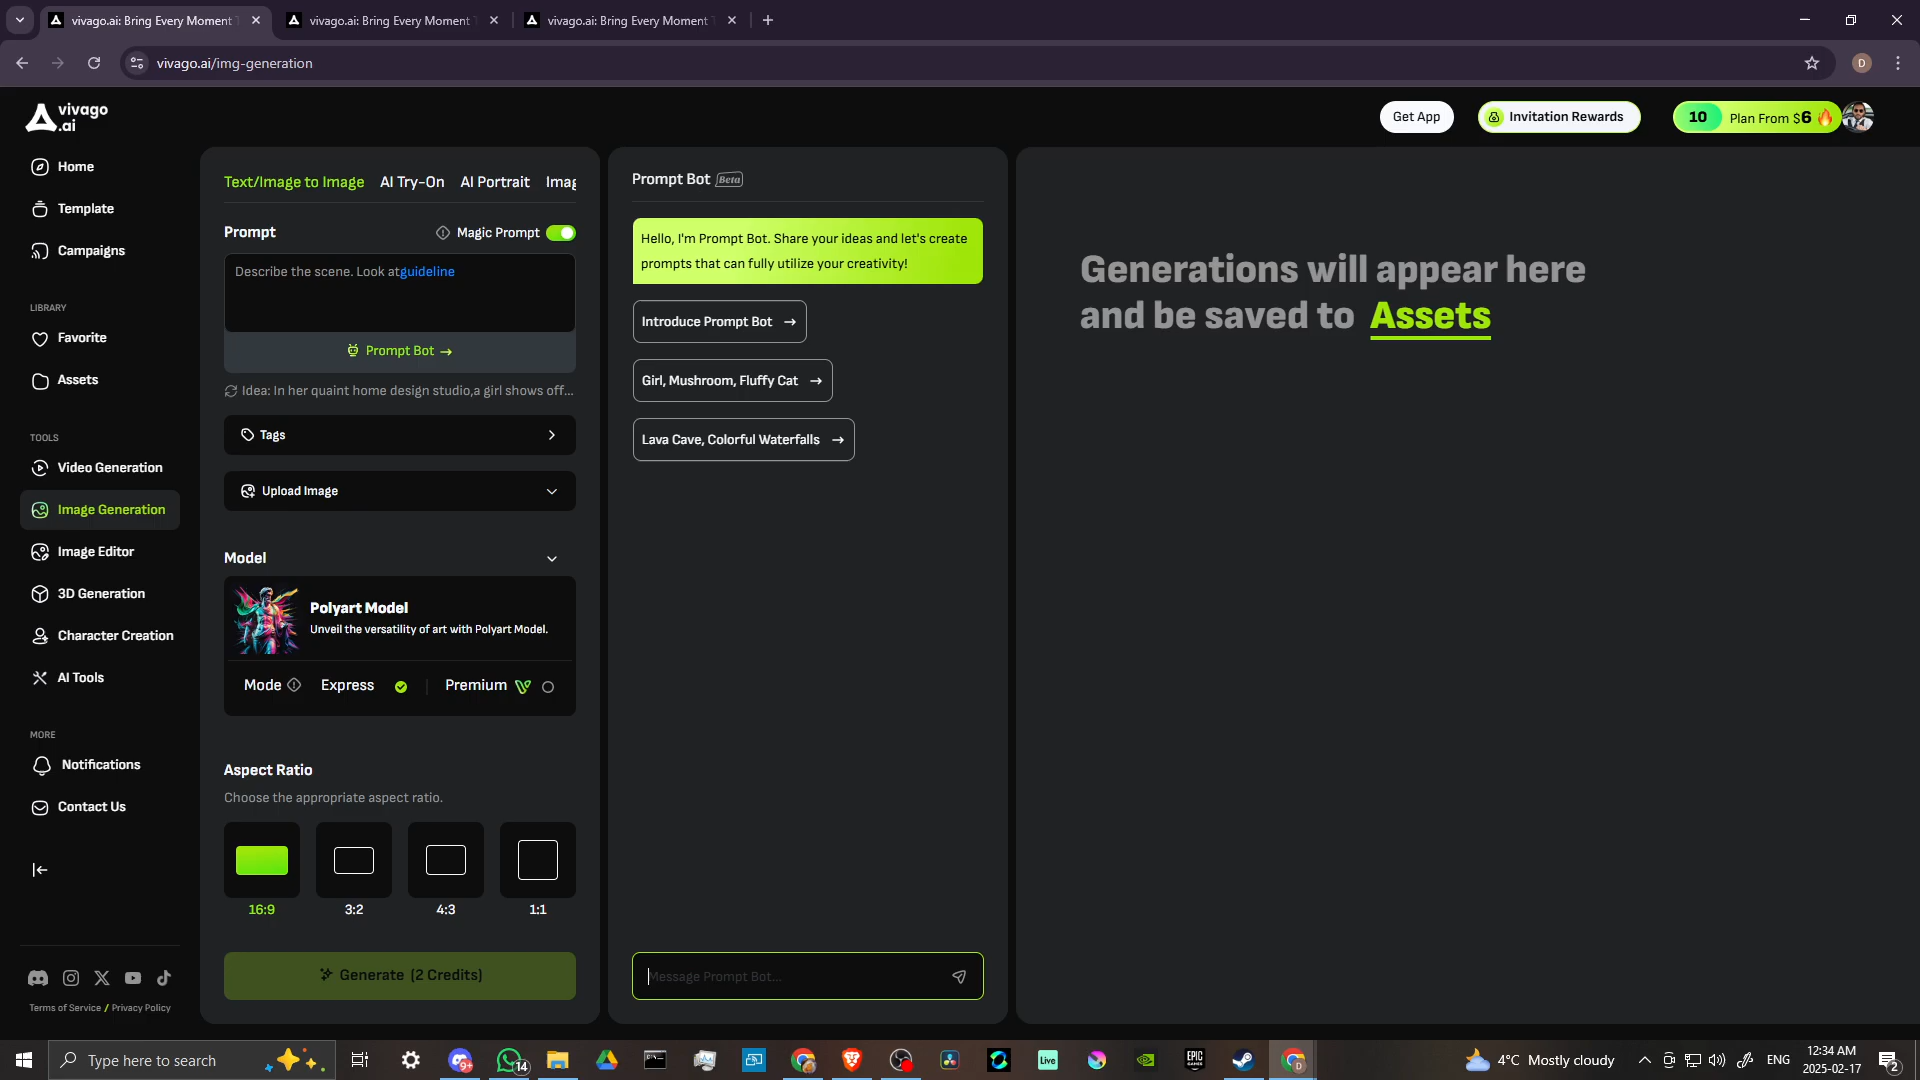 vivago.ai: Bring Every Moment
vivago.ai: Bring Every Moment
vivago.ai: Bring Every Moment
vivago.ai/img-generation
D
vivago
.ai
Get App
Invitation Rewards
10
Plan From $6
Home
Template
Campaigns
LIBRARY
Favorite
Assets
TOOLS
Video Generation
Image Generation
Image Editor
3D Generation
Character Creation
AI Tools
MORE
Notifications
Contact Us
Terms of Service / Privacy Policy
Text/Image to Image
AI Try-On
AI Portrait
Imag
Prompt
Magic Prompt
Describe the scene. Look atguideline
Prompt Bot →
Idea: In her quaint home design studio,a girl shows off...
Tags
Upload Image
Model
Polyart Model
Unveil the versatility of art with Polyart Model.
Mode
Express
Premium
Aspect Ratio
Choose the appropriate aspect ratio.
16:9
3:2
4:3
1:1
Generate (2 Credits)
Prompt Bot Beta
Hello, I'm Prompt Bot. Share your ideas and let's create
prompts that can fully utilize your creativity!
Introduce Prompt Bot →
Girl, Mushroom, Fluffy Cat →
Lava Cave, Colorful Waterfalls →
Message Prompt Bot...
Generations will appear here
and be saved to Assets
Type here to search
9+
14
Live
EPIC
GAMES
D
4°C Mostly cloudy
ENG
12:34 AM
2025-02-17
2